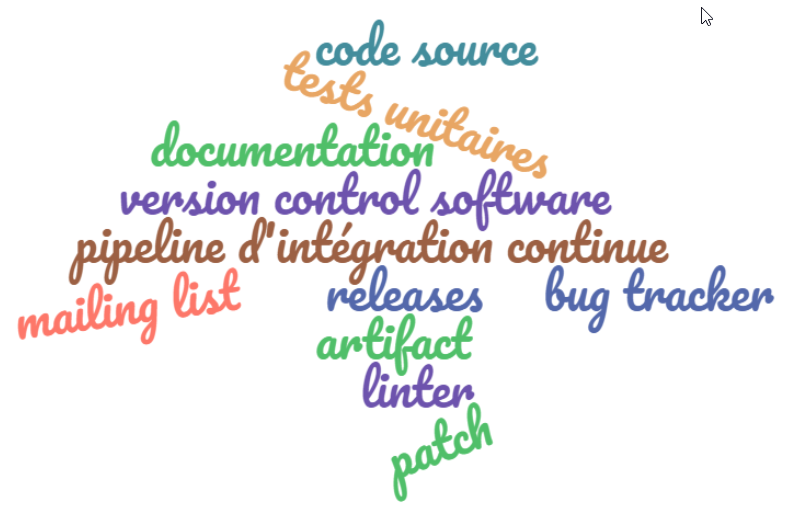 code source
tests unitaires
documentation
version control software
pipeline d'intégration continue
mailing list
releases
bug tracker
artifact
linter
patch